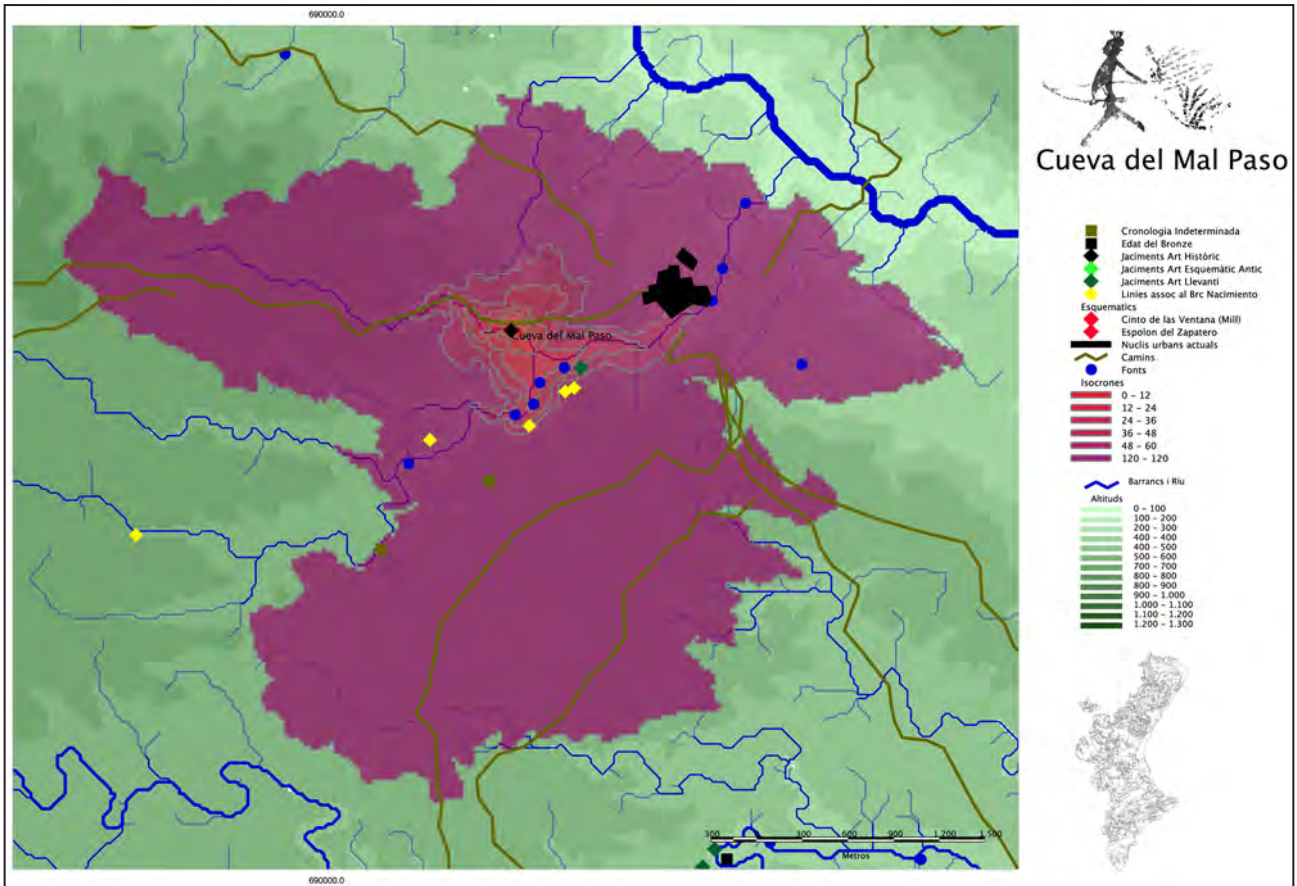 690000.0
Cueva del Mal Paso
Cueva del Mal Paso
Cronologia Indeterminada
Edat del Bronze
Jaciments Art Històric
Jaciments Art Esquemàtic Antic
Jaciments Art Llevantí
Linies assoc al Brc Nacimiento
Esquematics
Cinto de las Ventana (Mill)
Espolon del Zapatero
Nuclis urbans actuals
Camins
Fonts
Isocrones
0 - 12
12 - 24
24 - 36
36 - 48
48 - 60
120 - 120
Barrancs i Riu
Altituds
0 - 100
100 - 200
200 - 300
400 - 400
400 - 500
500 - 600
700 - 700
800 - 800
800 - 900
900 - 1.000
1.000 - 1.100
1.100 - 1.200
1.200 - 1.300
300 300 600 900 1.200 1.500
Metros
690000.0